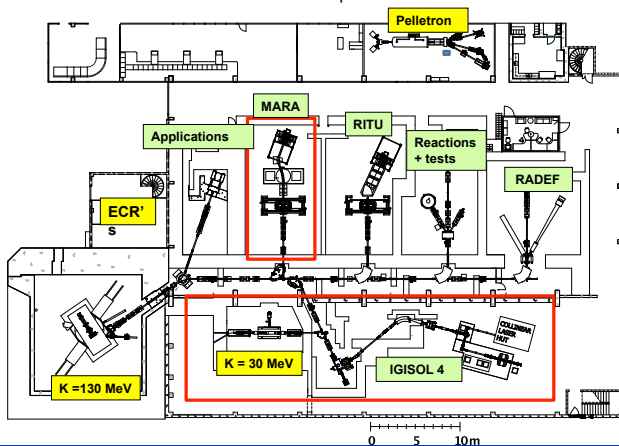 Pelletron
MARA
Applications
RITU
Reactions
+ tests
RADEF
ECR'
s
COLLINEAR
LASER
HUT
K = 30 MeV
IGISOL 4
K =130 MeV
0 5 10m